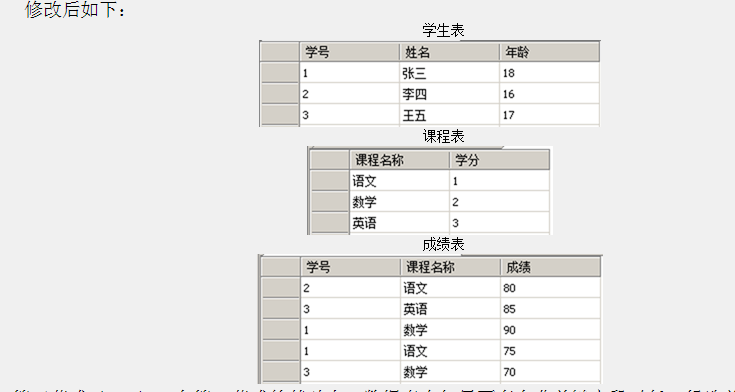 修改后如下：
学生表
学号 姓名 年龄
1 张三 18
2 李四 16
3 王五 17
课程表
课程名称 学分
语文 1
数学 2
英语 3
成绩表
学号 课程名称 成绩
2 语文 80
3 英语 85
1 数学 90
1 语文 75
3 数学 70